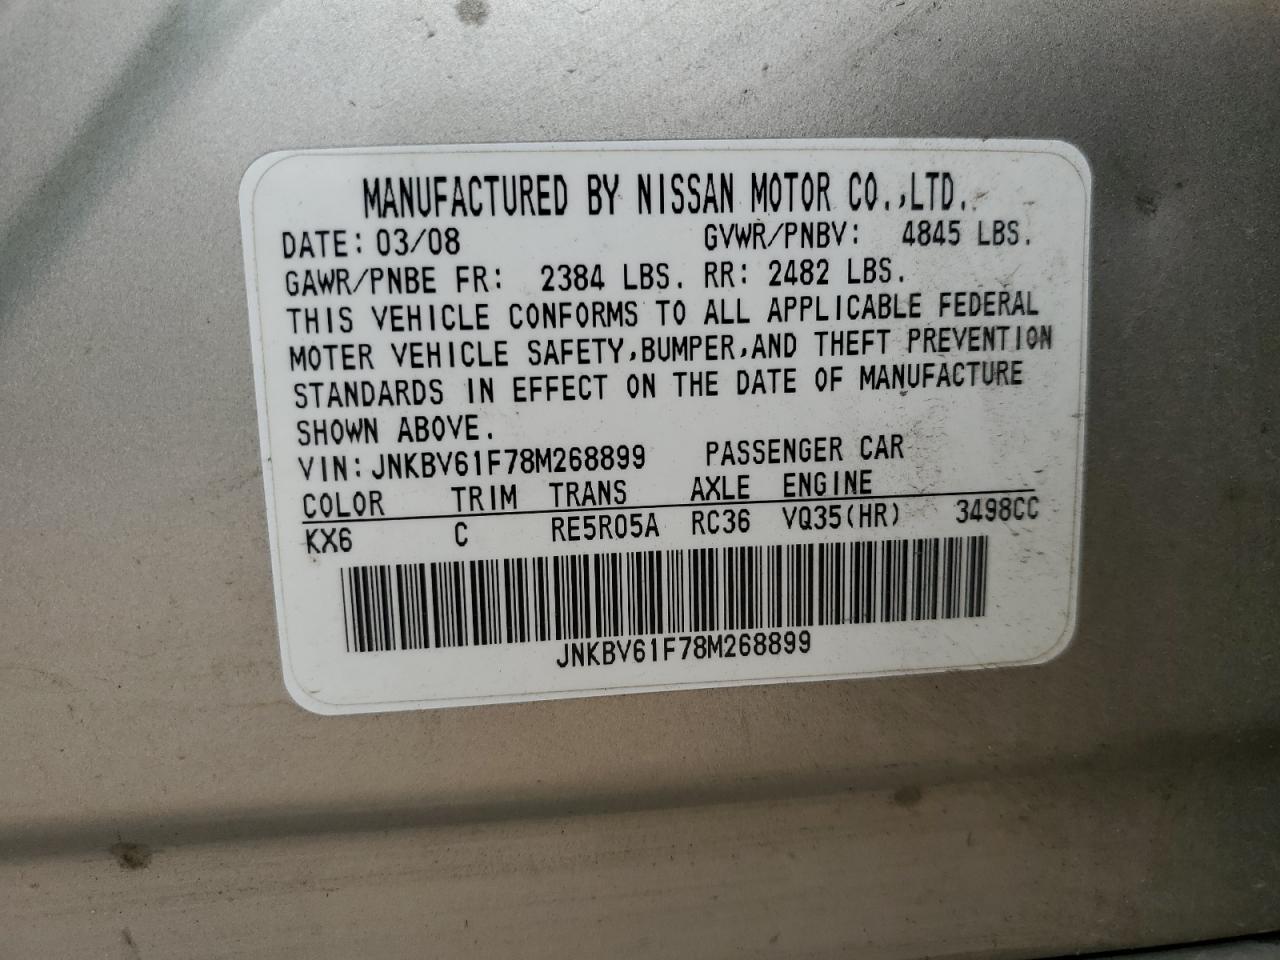 MANUFACTURED BY NISSAN MOTOR CO.,LTD.
DATE: 03/08 GVWR/PNBV: 4845 LBS.
GAWR/PNBE FR: 2384 LBS. RR: 2482 LBS.
THIS VEHICLE CONFORMS TO ALL APPLICABLE FEDERAL
MOTER VEHICLE SAFETY,BUMPER,AND THEFT PREVENTION
STANDARDS IN EFFECT ON THE DATE OF MANUFACTURE
SHOWN ABOVE.
VIN: JNKBV61F78M268899 PASSENGER CAR
COLOR TRIM TRANS AXLE ENGINE
KX6 C RE5R05A RC36 VQ35(HR) 3498CC
JNKBV61F78M268899